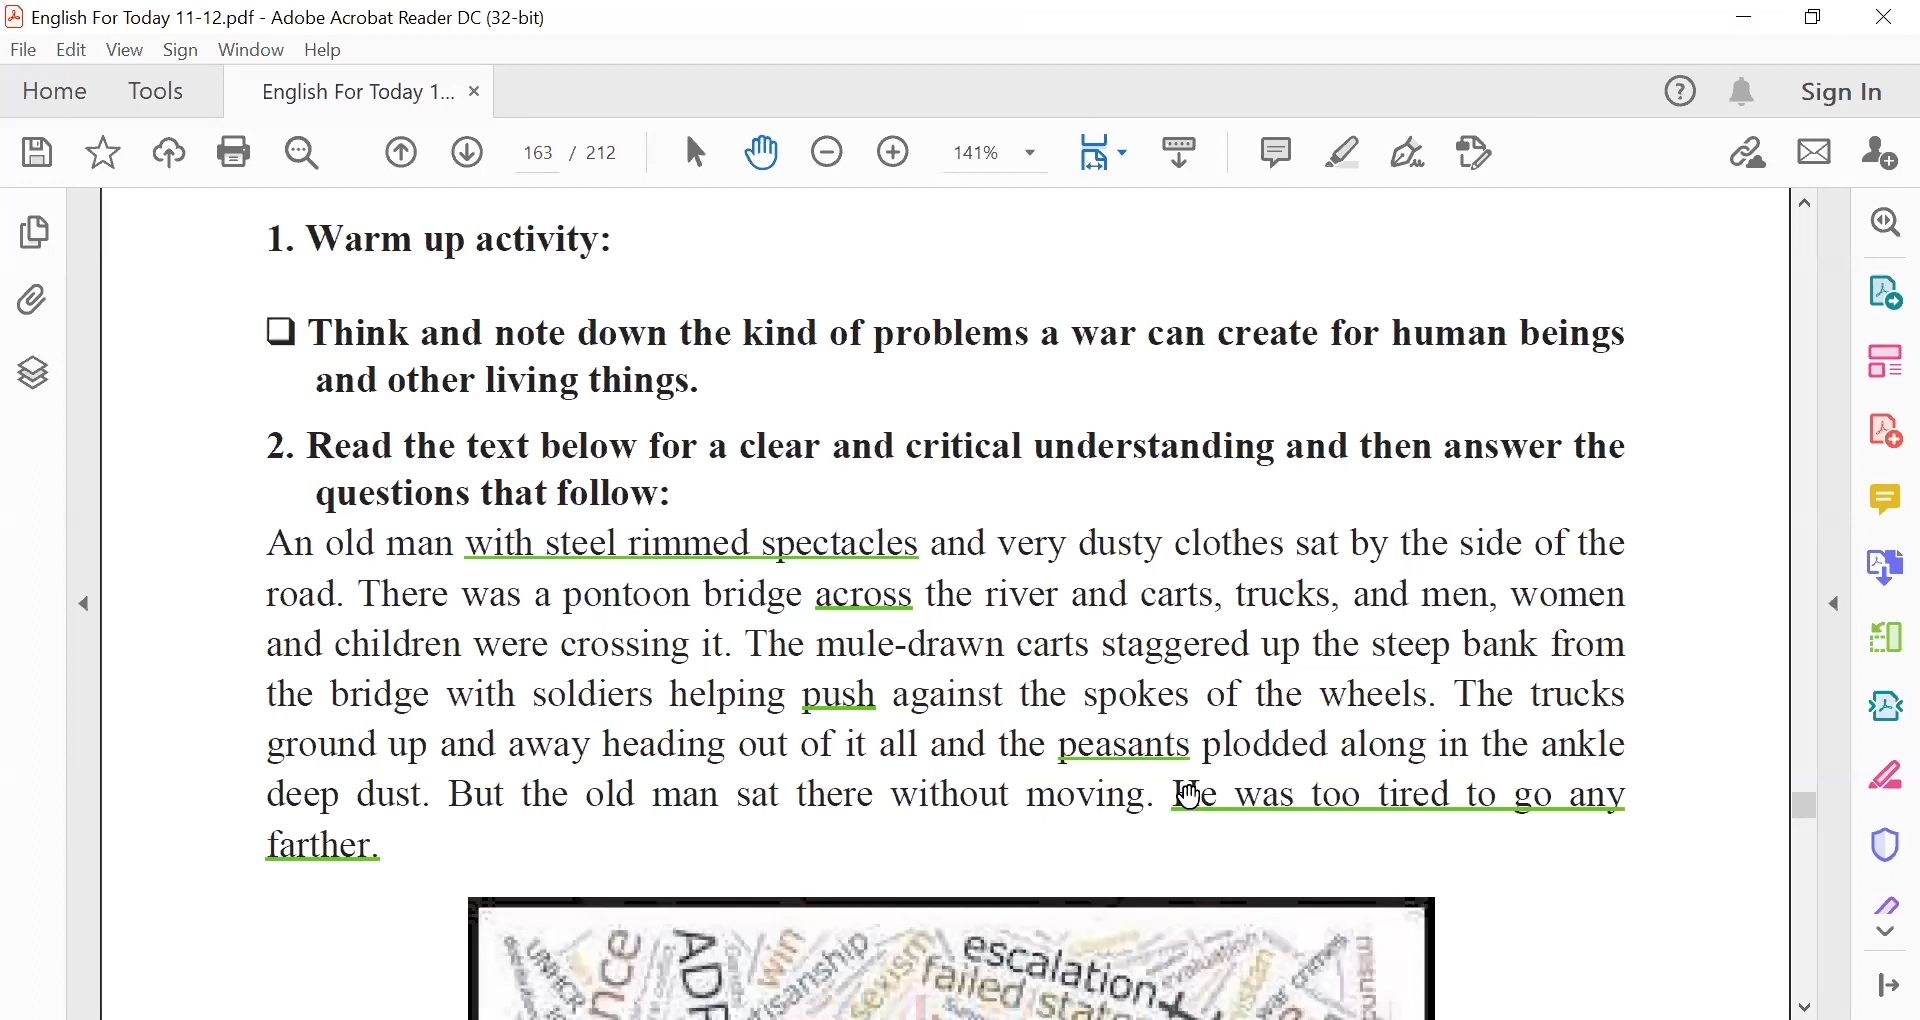 English For Today 11-12.pdf - Adobe Acrobat Reader DC (32-bit)
File Edit View Sign Window Help
Home Tools English For Today 1... Sign In
163 / 212 141%
1. Warm up activity:
❑ Think and note down the kind of problems a war can create for human beings
and other living things.
2. Read the text below for a clear and critical understanding and then answer the
questions that follow:
An old man with steel rimmed spectacles and very dusty clothes sat by the side of the
road. There was a pontoon bridge across the river and carts, trucks, and men, women
and children were crossing it. The mule-drawn carts staggered up the steep bank from
the bridge with soldiers helping push against the spokes of the wheels. The trucks
ground up and away heading out of it all and the peasants plodded along in the ankle
deep dust. But the old man sat there without moving. He was too tired to go any
farther.
escalation
failed
win
UNHCR